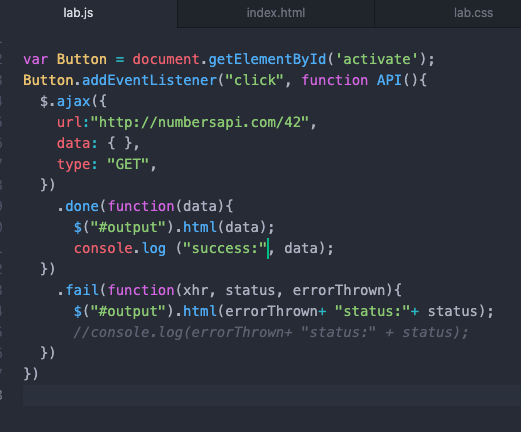 lab.js index.html lab.css
var Button = document.getElementById('activate');
Button.addEventListener("click", function API(){
$.ajax({
url:"http://numbersapi.com/42",
data: { },
type: "GET",
})
.done(function(data){
$("#output").html(data);
console.log ("success:", data);
})
.fail(function(xhr, status, errorThrown){
$("#output").html(errorThrown+ "status:"+ status);
//console.log(errorThrown+ "status:" + status);
})
})